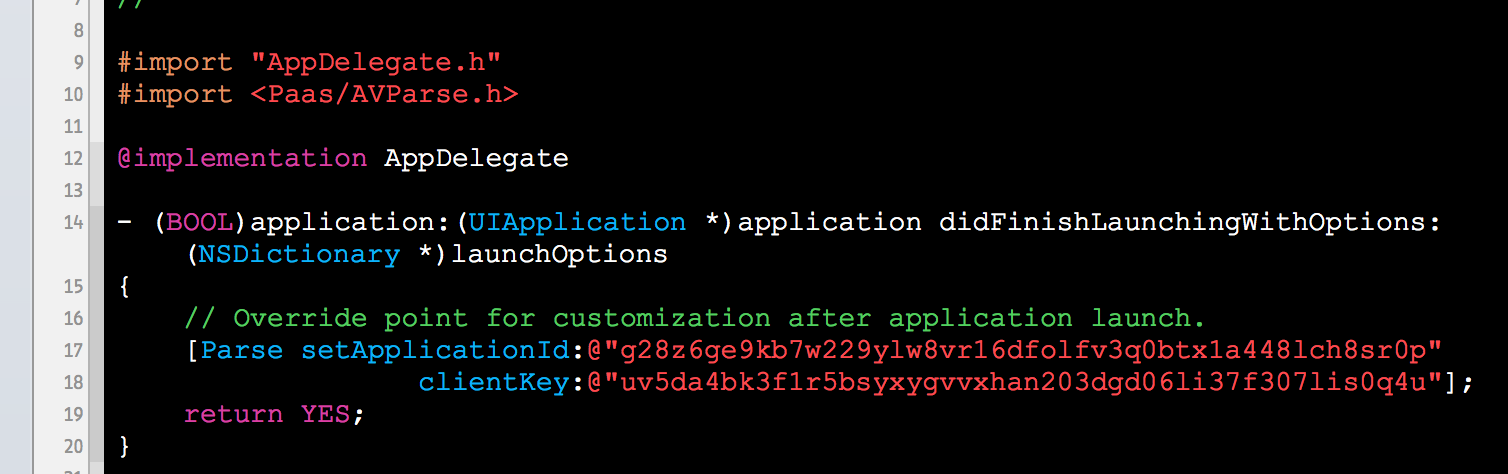 //
8
9 #import "AppDelegate.h"
10 #import <Paas/AVParse.h>
11
12 @implementation AppDelegate
13
14 - (BOOL)application:(UIApplication *)application didFinishLaunchingWithOptions:
(NSDictionary *)launchOptions
15 {
16 // Override point for customization after application launch.
17 [Parse setApplicationId:@"g28z6ge9kb7w229ylw8vr16dfolfv3q0btx1a448lch8sr0p"
18 clientKey:@"uv5da4bk3f1r5bsyxygvvxhan203dgd06li37f307lis0q4u"];
19 return YES;
20 }